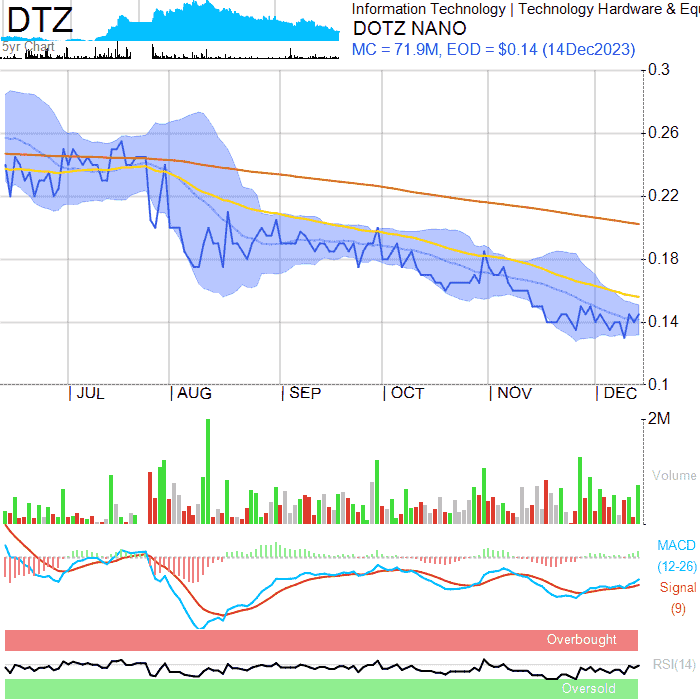 DTZ
5yr Chart
Information Technology | Technology Hardware & Equ
DOTZ NANO
MC = 71.9M, EOD = $0.14 (14Dec2023)
0.3
0.26
0.22
0.18
0.14
0.1
| JUL | AUG | SEP | OCT | NOV | DEC
2M
Volume
MACD
(12-26)
Signal
(9)
Overbought
RSI(14)
Oversold